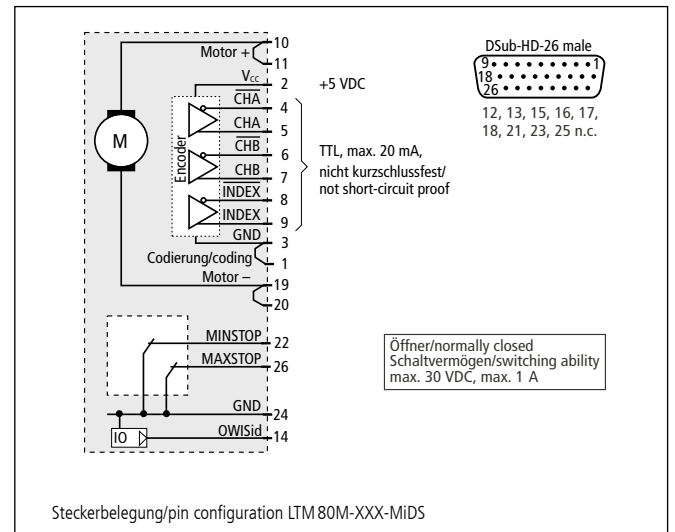 Motor + 10
11
Vcc 2 +5 VDC
C̅H̅A̅ 4
CHA 5
C̅H̅B̅ 6
CHB 7
I̅N̅D̅E̅X̅ 8
INDEX 9
GND 3
Codierung/coding 1
Motor – 19
20
M
Encoder
TTL, max. 20 mA,
nicht kurzschlussfest/
not short-circuit proof
DSub-HD-26 male
9 1
18
26
12, 13, 15, 16, 17,
18, 21, 23, 25 n.c.
MINSTOP 22
MAXSTOP 26
GND 24
IO OWISid 14
Öffner/normally closed
Schaltvermögen/switching ability
max. 30 VDC, max. 1 A
Steckerbelegung/pin configuration LTM 80M-XXX-MiDS